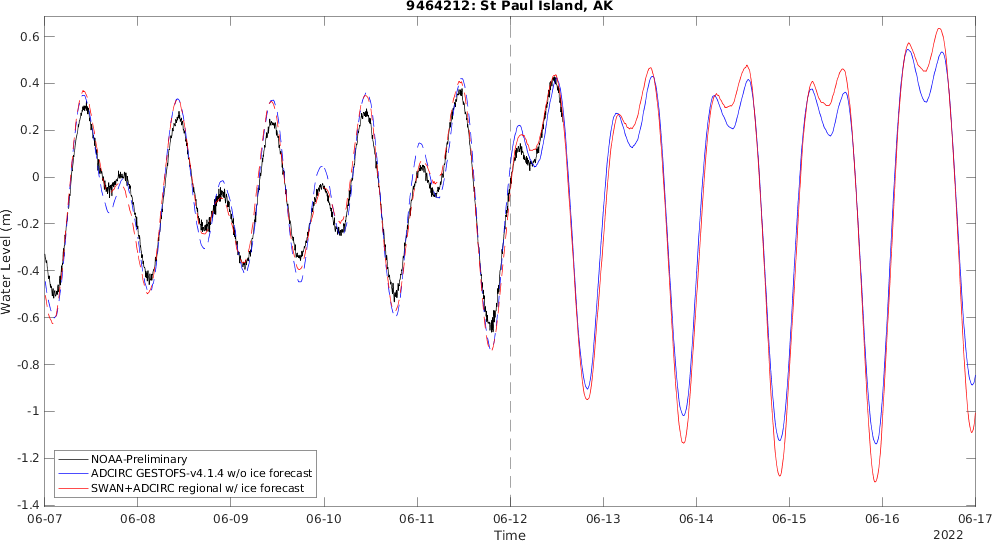 9464212: St Paul Island, AK
0.6
0.4
0.2
0
-0.2
-0.4
-0.6
-0.8
-1
-1.2
-1.4
Water Level (m)
NOAA-Preliminary
ADCIRC GESTOFS-v4.1.4 w/o ice forecast
SWAN+ADCIRC regional w/ ice forecast
06-07 06-08 06-09 06-10 06-11 06-12 06-13 06-14 06-15 06-16 06-17
Time
2022